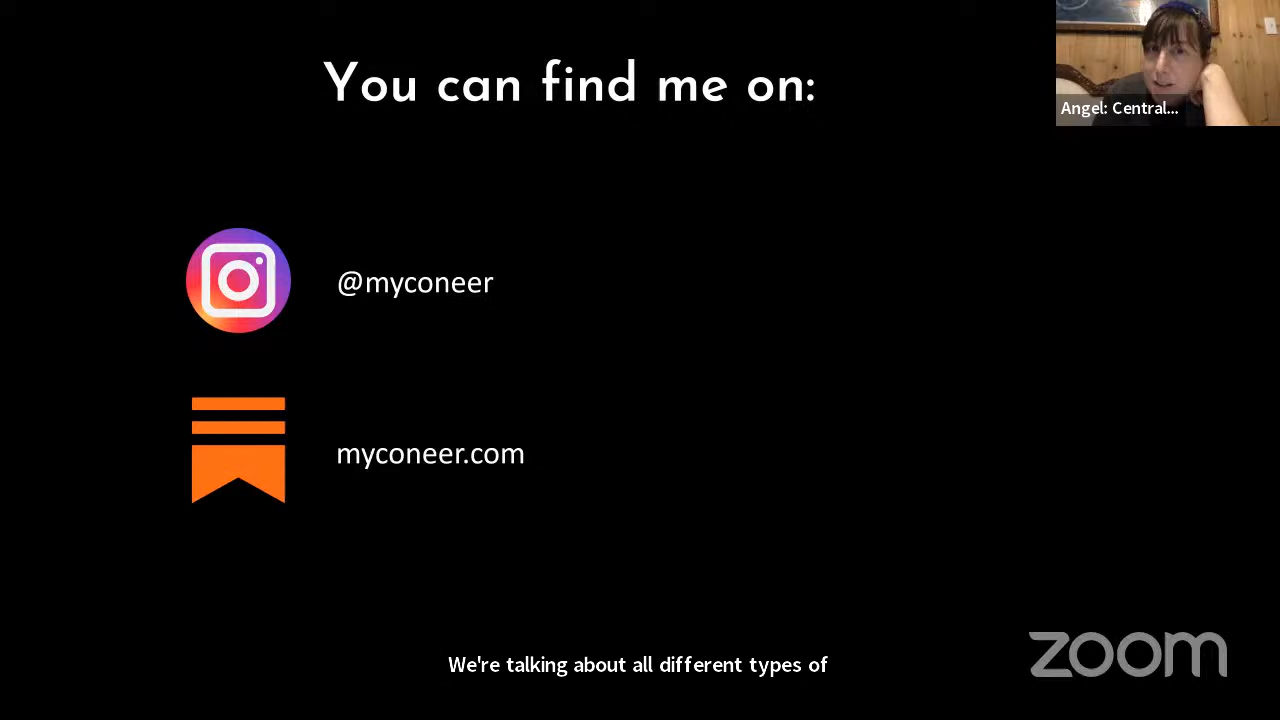 You can find me on:
Angel: Central...
@myconeer
myconeer.com
We're talking about all different types of
zoom